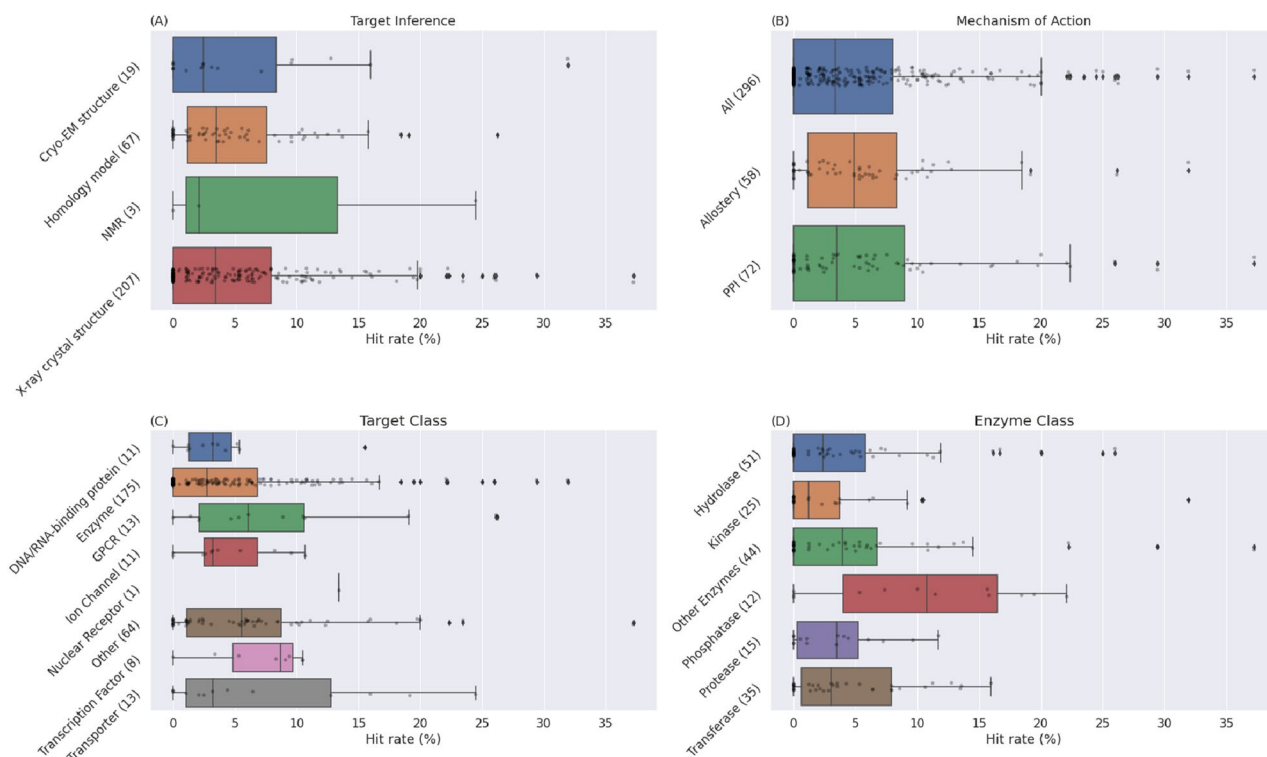 (A) Target Inference
Cryo-EM structure (19)
Homology model (67)
NMR (3)
X-ray crystal structure (207)
0 5 10 15 20 25 30 35
Hit rate (%)
(B) Mechanism of Action
All (296)
Allostery (58)
PPI (72)
0 5 10 15 20 25 30 35
Hit rate (%)
(C) Target Class
DNA/RNA-binding protein (11)
Enzyme (175)
GPCR (13)
Ion Channel (11)
Nuclear Receptor (1)
Other (64)
Transcription Factor (8)
Transporter (13)
0 5 10 15 20 25 30 35
Hit rate (%)
(D) Enzyme Class
Hydrolase (51)
Kinase (25)
Other Enzymes (44)
Phosphatase (12)
Protease (15)
Transferase (35)
0 5 10 15 20 25 30 35
Hit rate (%)